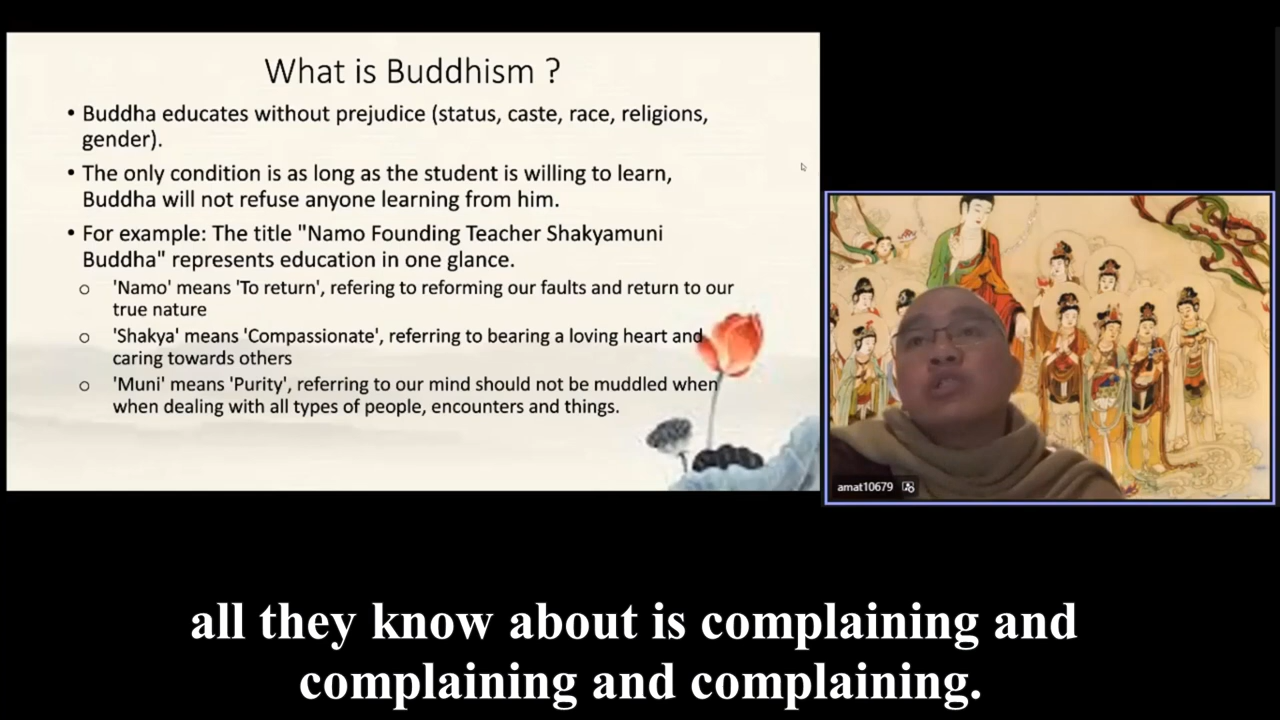 What is Buddhism ?
• Buddha educates without prejudice (status, caste, race, religions,
gender).
• The only condition is as long as the student is willing to learn,
Buddha will not refuse anyone learning from him.
• For example: The title "Namo Founding Teacher Shakyamuni
Buddha" represents education in one glance.
o 'Namo' means 'To return', refering to reforming our faults and return to our
true nature
o 'Shakya' means 'Compassionate', referring to bearing a loving heart and
caring towards others
o 'Muni' means 'Purity', referring to our mind should not be muddled when
when dealing with all types of people, encounters and things.
amat10679
all they know about is complaining and
complaining and complaining.